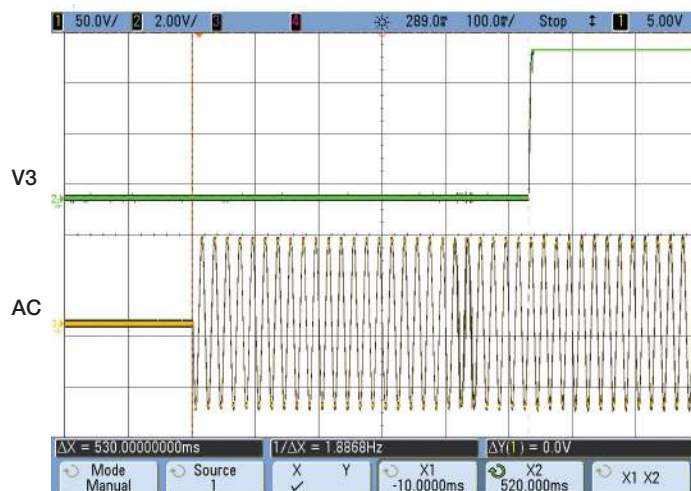 1 50.0V/ 2 2.00V/ 3 4 289.0ms 100.0ms/ Stop 1 5.00V
V3
2
AC
1
ΔX = 530.00000000ms 1/ΔX = 1.8868Hz ΔY(1) = 0.0V
Mode Source X Y X1 X2 X1 X2
Manual 1 ✓ -10.0000ms 520.000ms